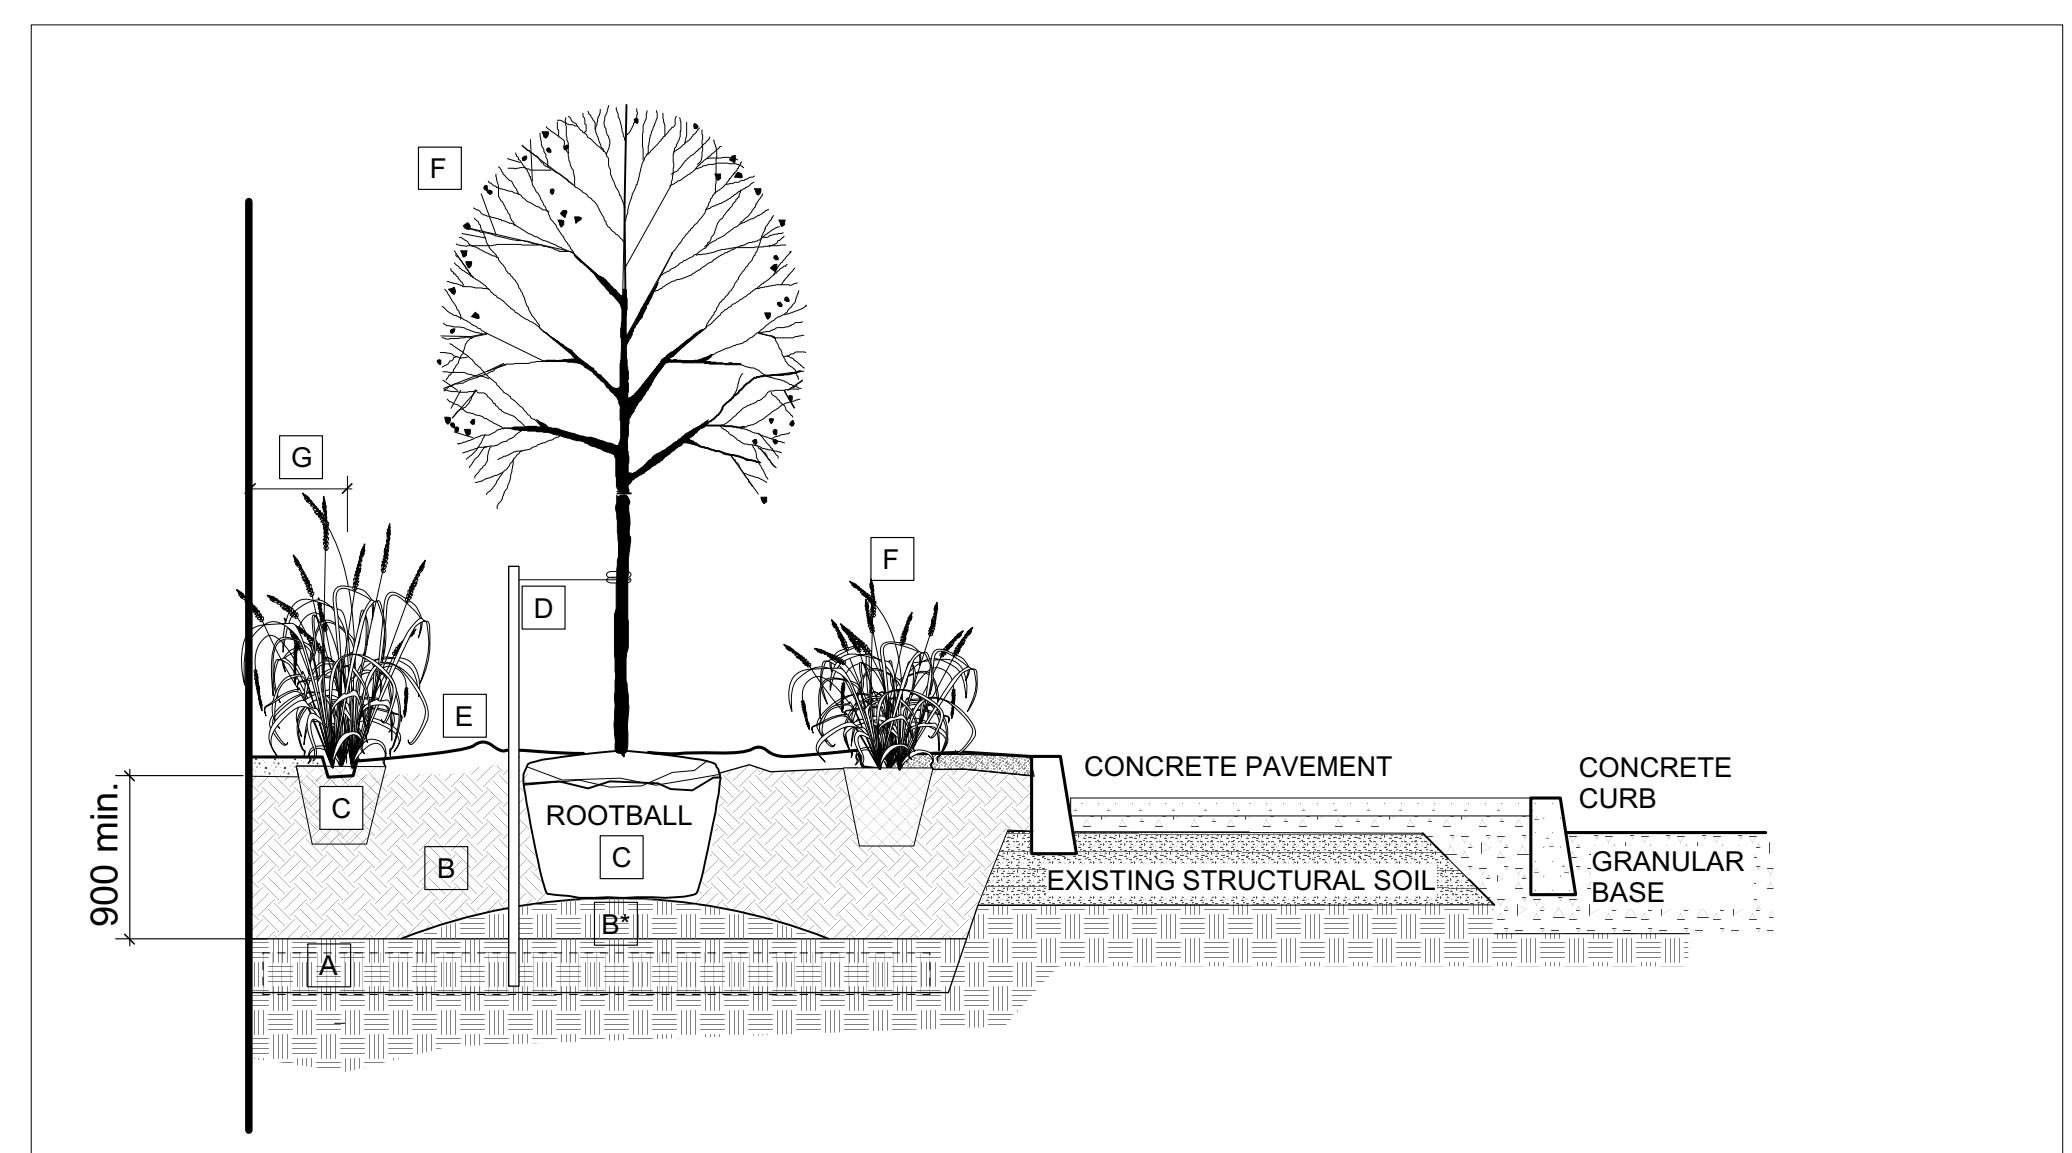 F
G
F
D
E
CONCRETE PAVEMENT
CONCRETE
CURB
900 min.
C
ROOTBALL
C
B
GRANULAR
BASE
EXISTING STRUCTURAL SOIL
B*
A